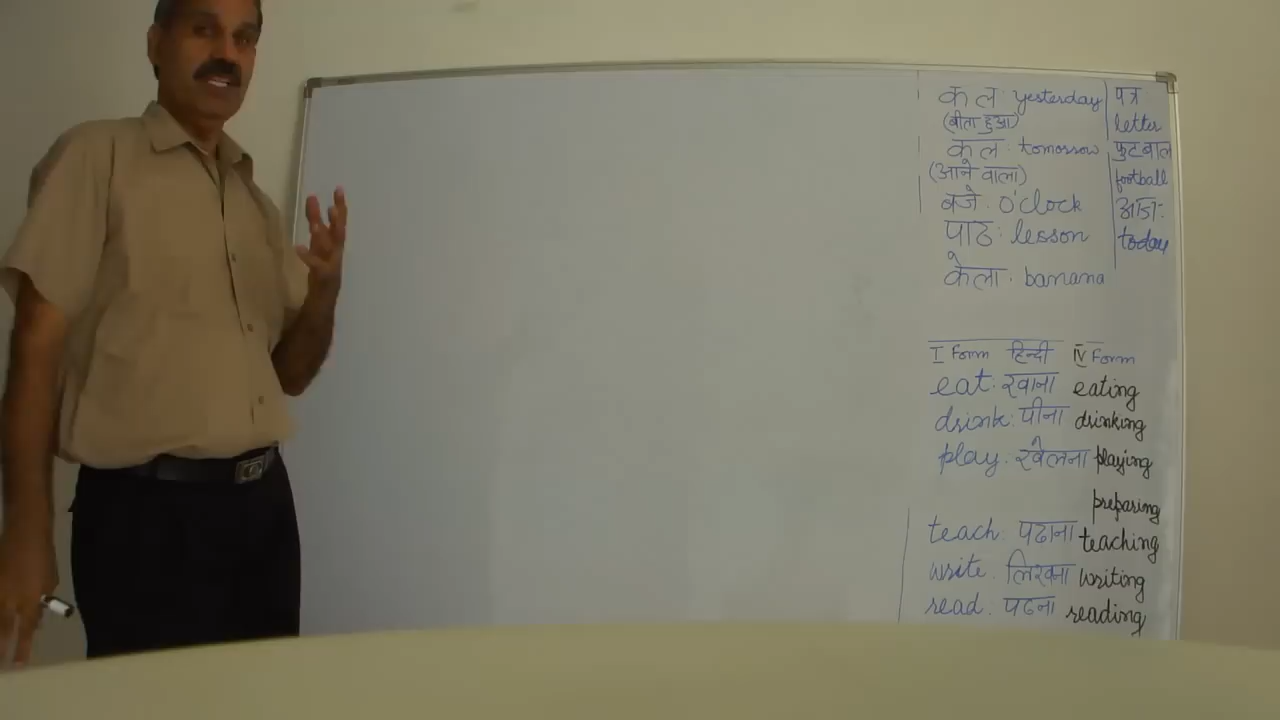 कल: yesterday
(बीता हुआ)
कल: tomorrow
(आने वाला)
बजे: O'clock
पाठ: lesson
केला: banana
पत्र
letter
फुटबाल
football
आज:
today
I Form हिन्दी IV Form
eat: खाना eating
drink: पीना drinking
play: खेलना playing
preparing
teach: पढाना teaching
write. लिखना writing
read. पढना reading